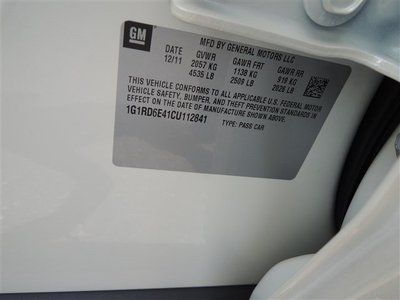 GM
MFD BY GENERAL MOTORS LLC
DATE GVWR GAWR FRT GAWR RR
12/11 2057 KG 1138 KG 919 KG
4535 LB 2509 LB 2026 LB
THIS VEHICLE CONFORMS TO ALL APPLICABLE U.S. FEDERAL MOTOR
VEHICLE SAFETY, BUMPER, AND THEFT PREVENTION STANDARDS IN
EFFECT ON THE DATE OF MANUFACTURE SHOWN ABOVE.
1G1RD6E41CU112841
TYPE: PASS CAR